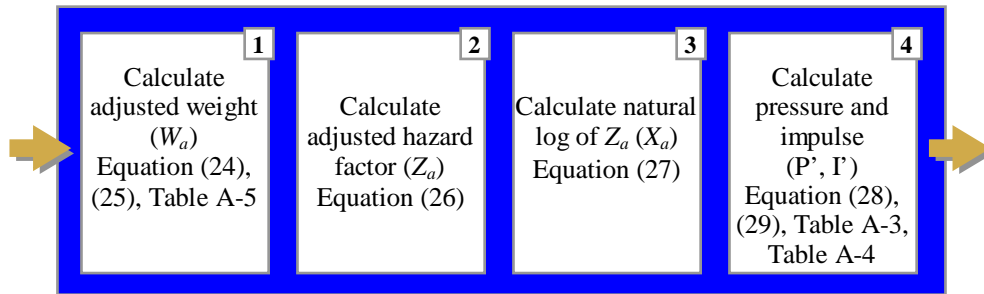 1
Calculate
adjusted weight
(Wa)
Equation (24),
(25), Table A-5
2
Calculate
adjusted hazard
factor (Za)
Equation (26)
3
Calculate natural
log of Za (Xa)
Equation (27)
4
Calculate
pressure and
impulse
(P’, I’)
Equation (28),
(29), Table A-3,
Table A-4